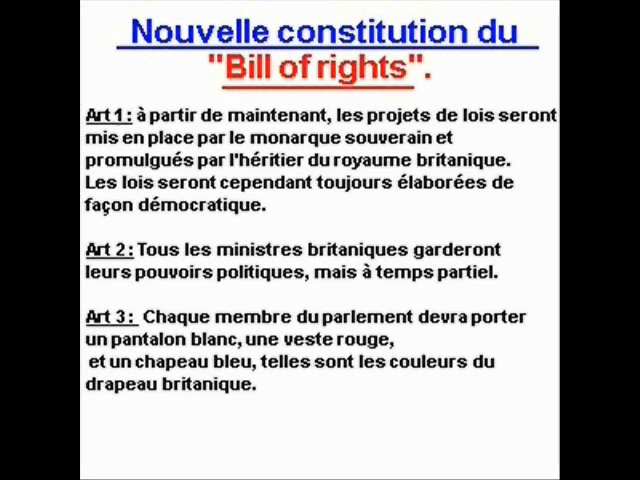 Nouvelle constitution du
"Bill of rights".
Art 1 : à partir de maintenant, les projets de lois seront
mis en place par le monarque souverain et
promulgués par l'héritier du royaume britanique.
Les lois seront cependant toujours élaborées de
façon démocratique.
Art 2 : Tous les ministres britaniques garderont
leurs pouvoirs politiques, mais à temps partiel.
Art 3 : Chaque membre du parlement devra porter
un pantalon blanc, une veste rouge,
et un chapeau bleu, telles sont les couleurs du
drapeau britanique.